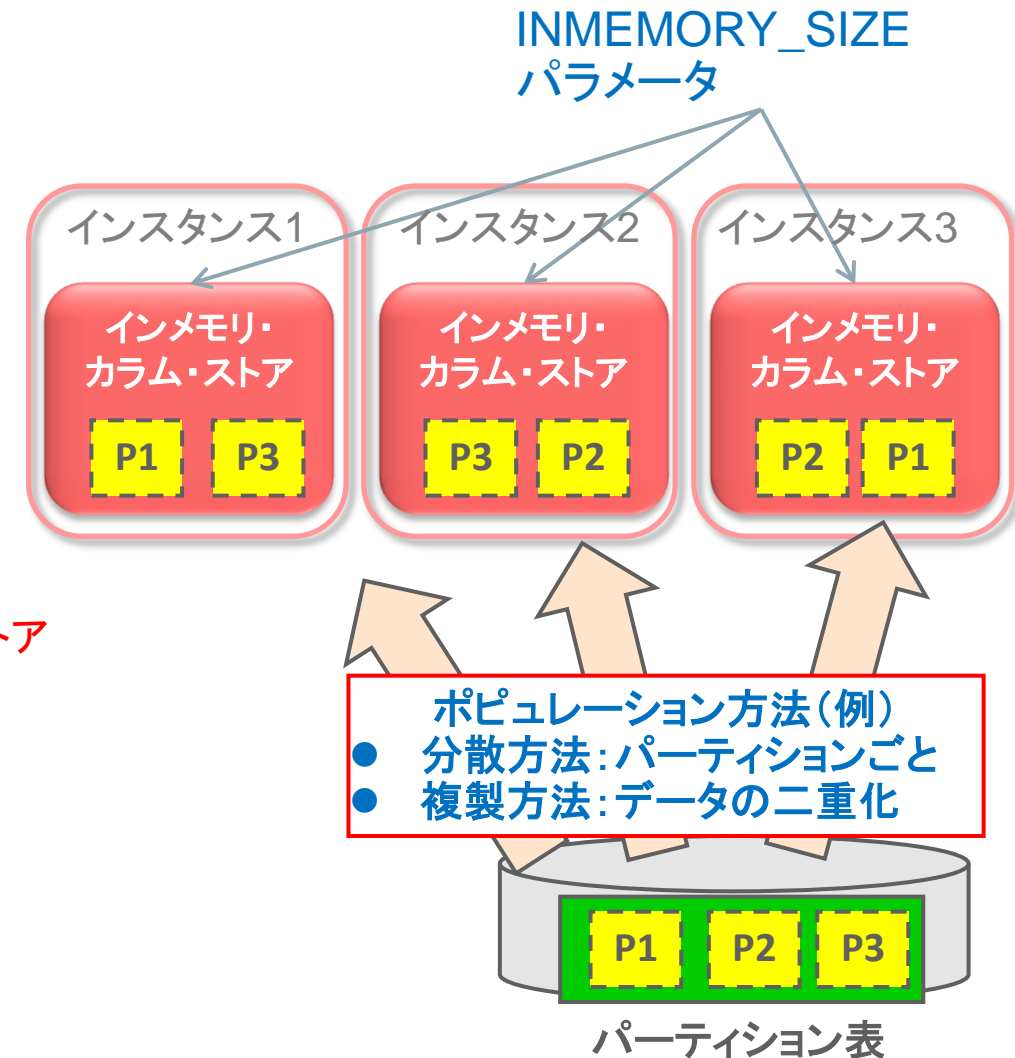 INMEMORY_SIZE
パラメータ
インスタンス1
インスタンス2
インスタンス3
インメモリ・
カラム・ストア
P1 P3
インメモリ・
カラム・ストア
P3 P2
インメモリ・
カラム・ストア
P2 P1
トア
ポピュレーション方法(例)
● 分散方法:パーティションごと
● 複製方法:データの二重化
P1 P2 P3
パーティション表